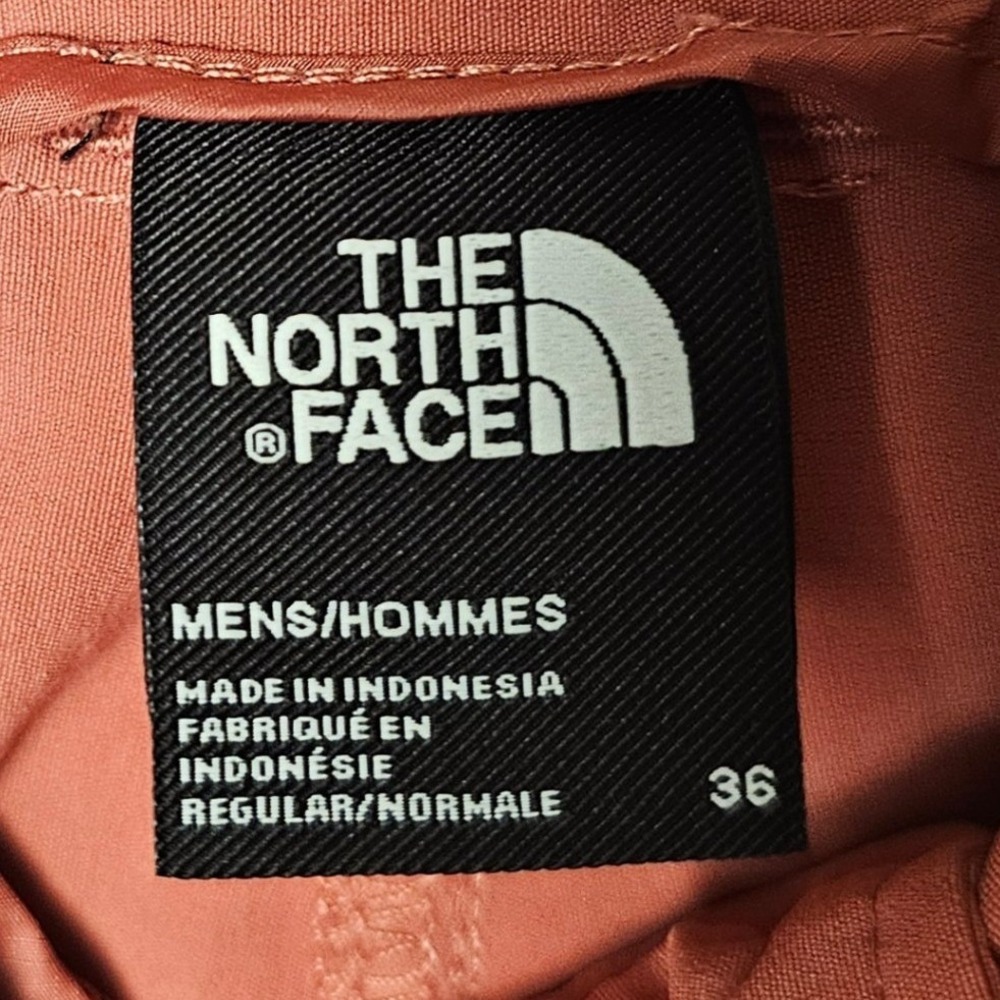 THE
NORTH
®FACE
MENS/HOMMES
MADE IN INDONESIA
FABRIQUÉ EN
INDONÉSIE
REGULAR/NORMALE 36